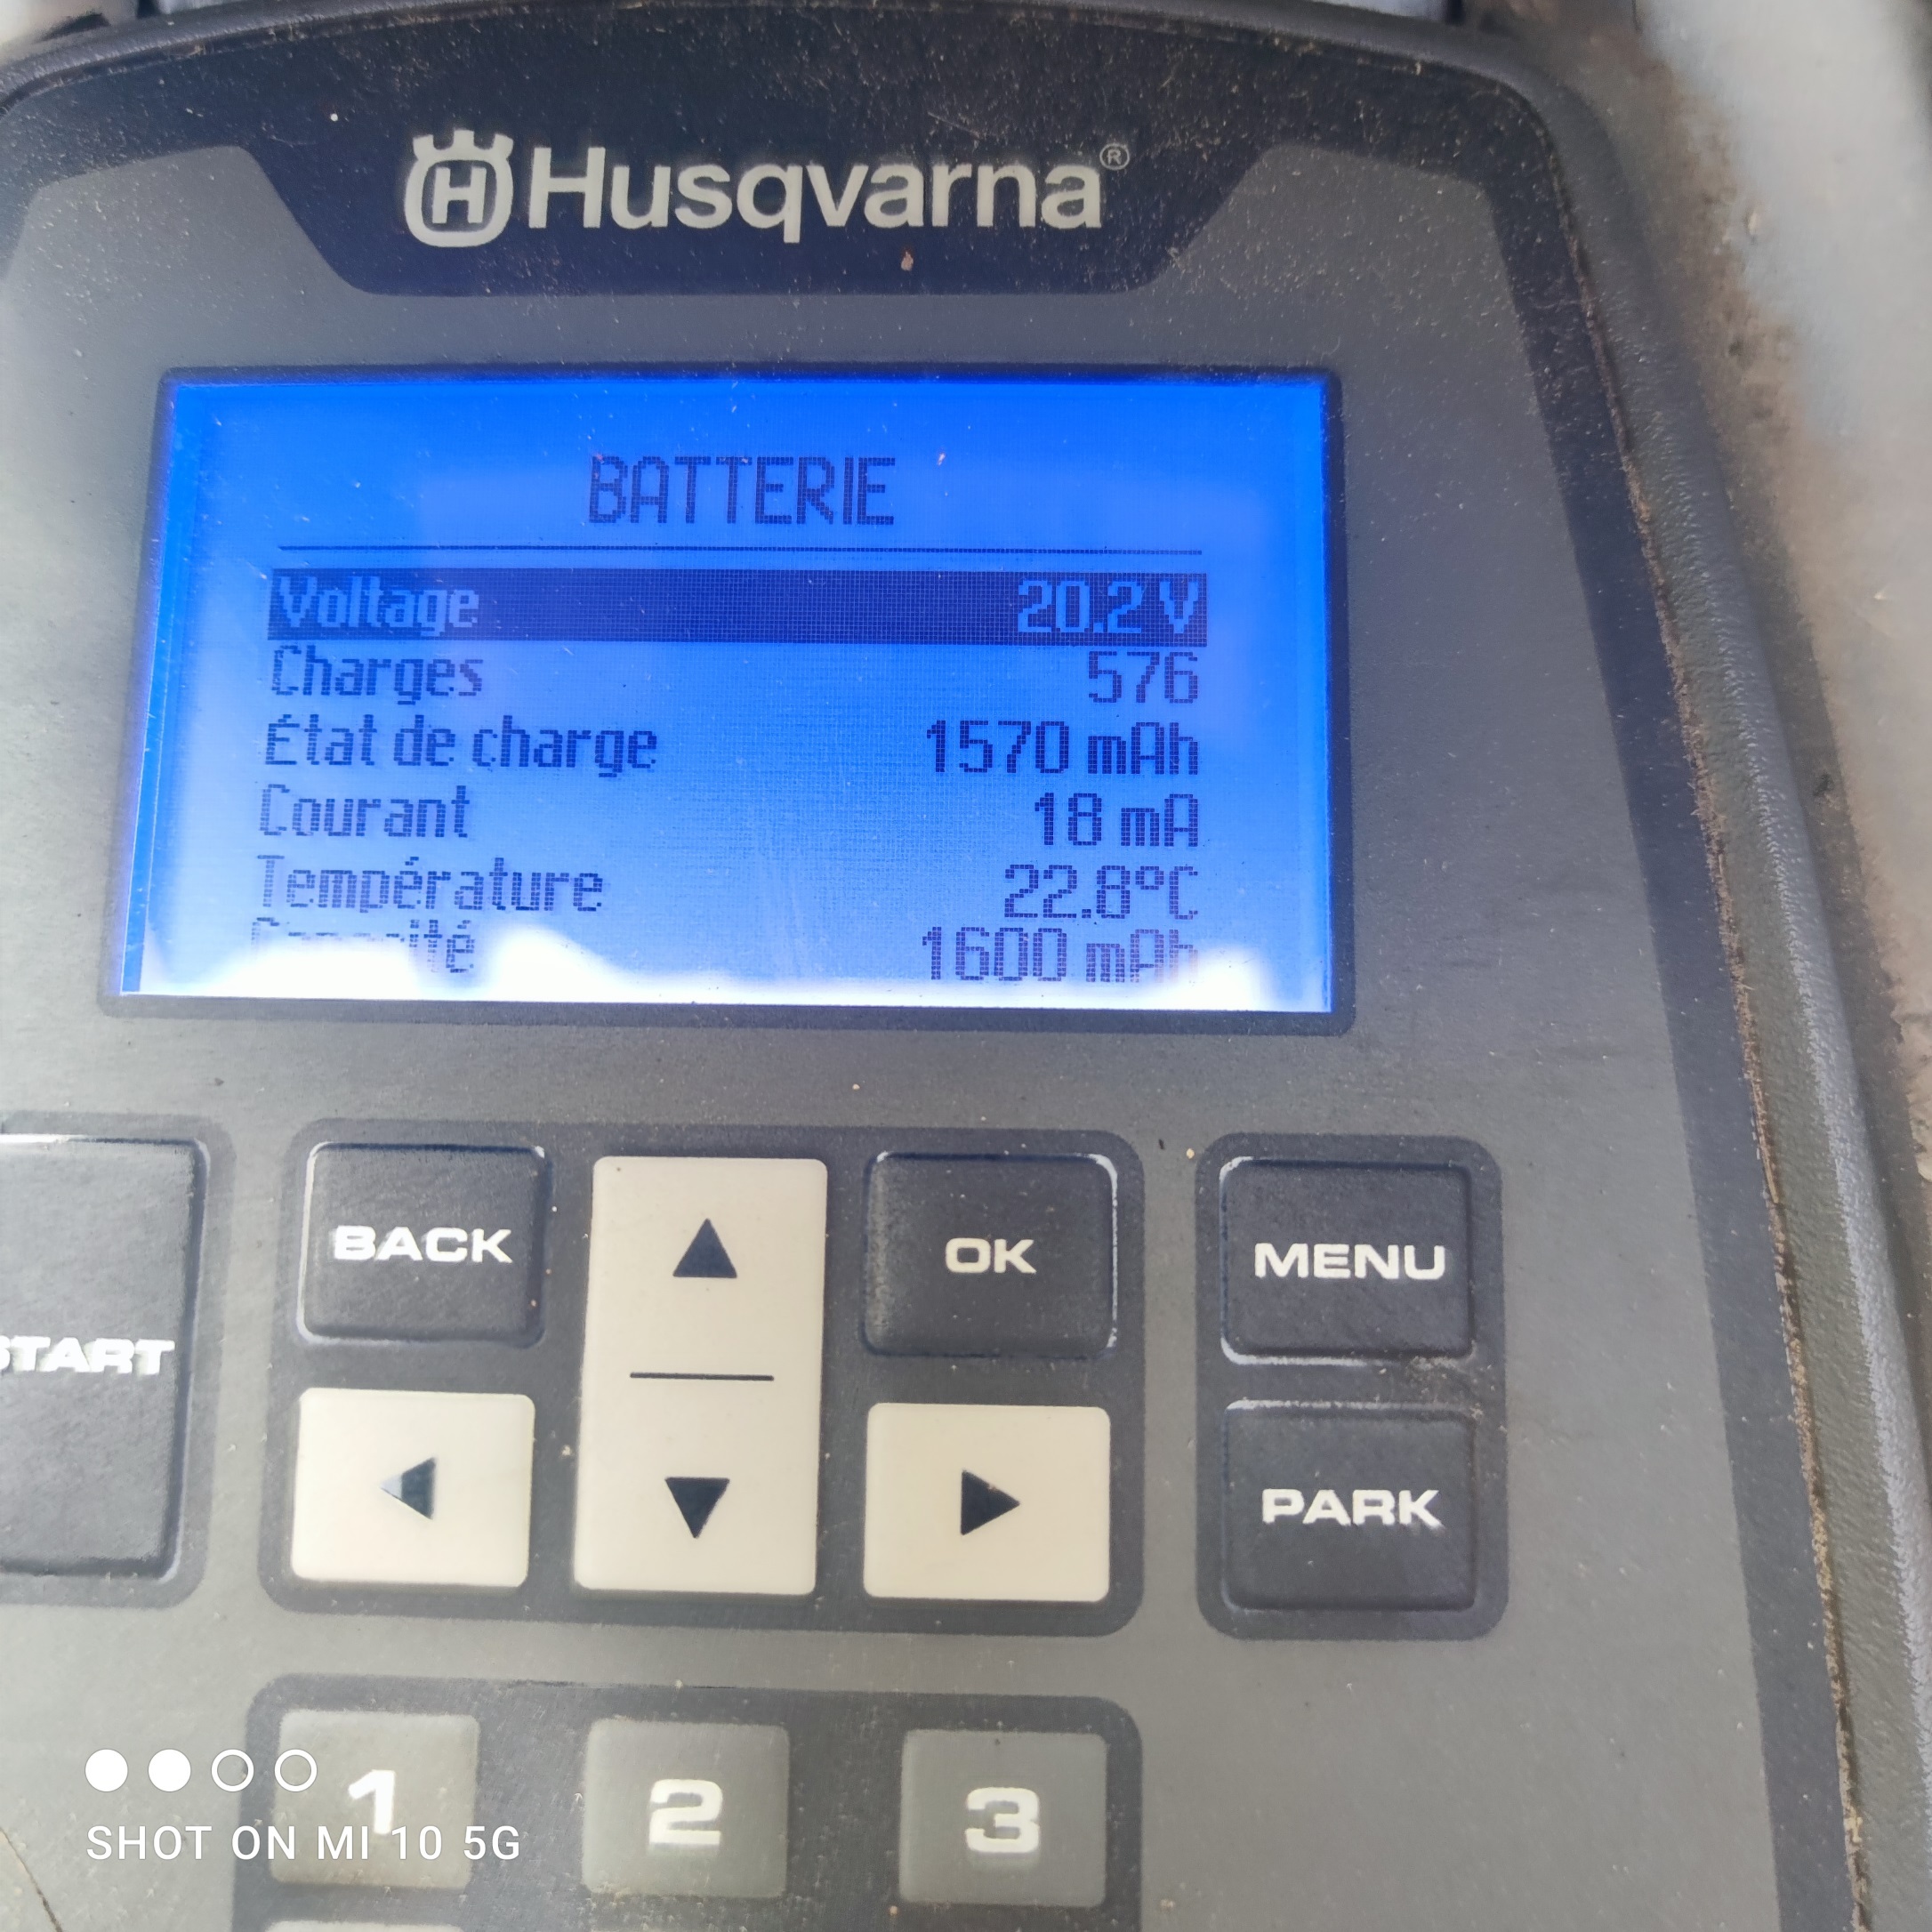 HUSQVARNA®
BATTERIE
Voltage 20.2 V
Charges 576
État de charge 1570 mAh
Courant 18 mA
Température 22.8°C
1600 mAh
BACK
OK
MENU
START
PARK
1 2 3
SHOT ON MI 10 5G